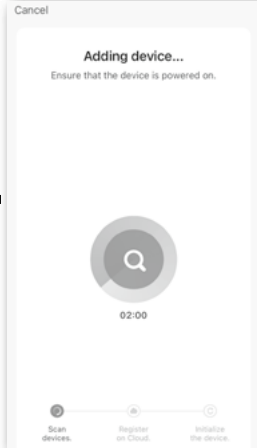 Cancel
Adding device...
Ensure that the device is powered on.
02:00
Scan
devices.
Register
on Cloud.
Initialize
the device.